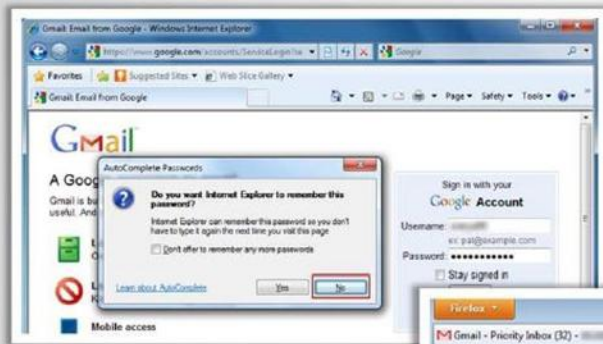 Gmail: Email from Google - Windows Internet Explorer
https://www.google.com/accounts/ServiceLogin?se
Google
Favorites
Suggested Sites
Web Slice Gallery
Gmail: Email from Google
Page
Safety
Tools
Gmail
A Goog
Gmail is bu
useful. And
AutoComplete Passwords
Do you want Internet Explorer to remember this
password?
Internet Explorer can remember this password so you don't
have to type it again the next time you visit this page
Don't offer to remember any more passwords
Learn about AutoComplete
Yes
No
Mobile access
Sign in with your
Google Account
Username:
ex: pat@example.com
Password:
Stay signed in
Firefox
Gmail - Priority Inbox (32) -